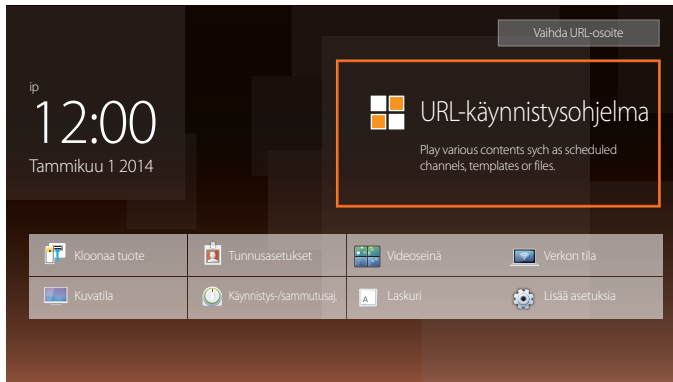 Vaihda URL-osoite
ip
12:00
Tammikuu 1 2014
URL-käynnistysohjelma
Play various contents sych as scheduled
channels, templates or files.
Kloonaa tuote
Tunnusasetukset
Videoseinä
Verkon tila
Kuvatila
Käynnistys-/sammutusaj.
A
Laskuri
Lisää asetuksia